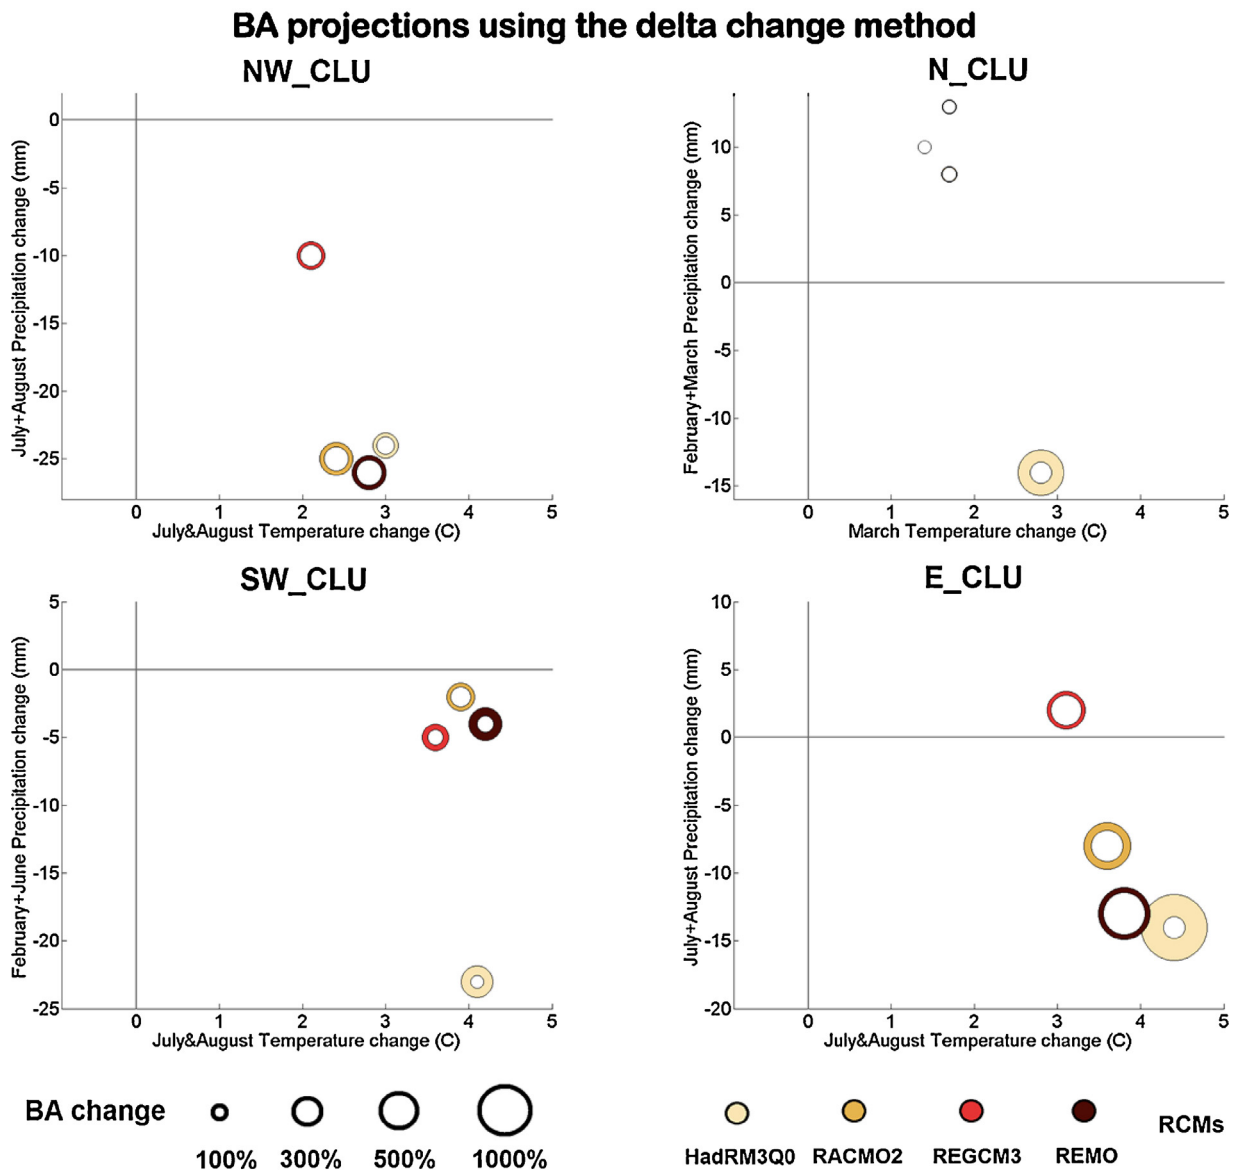 BA projections using the delta change method
NW_CLU
July+August Precipitation change (mm)
0
-5
-10
-15
-20
-25
0 1 2 3 4 5
July&August Temperature change (C)
N_CLU
February+March Precipitation change (mm)
10
5
0
-5
-10
-15
0 1 2 3 4 5
March Temperature change (C)
SW_CLU
February+June Precipitation change (mm)
5
0
-5
-10
-15
-20
-25
0 1 2 3 4 5
July&August Temperature change (C)
E_CLU
July+August Precipitation change (mm)
10
5
0
-5
-10
-15
-20
0 1 2 3 4 5
July&August Temperature change (C)
BA change
100% 300% 500% 1000%
HadRM3Q0 RACMO2 REGCM3 REMO
RCMs